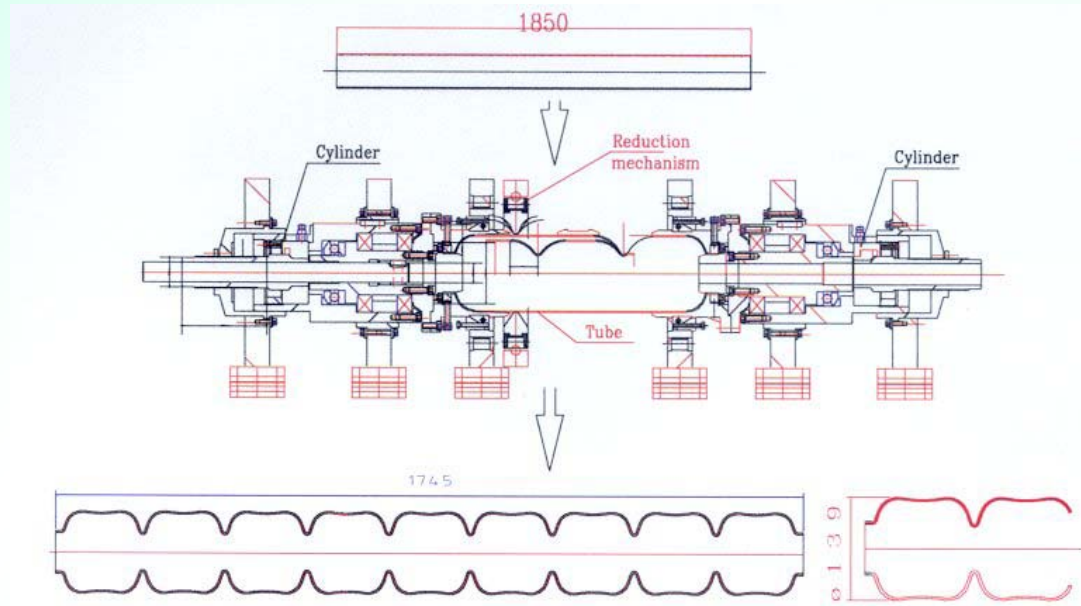 1850
Reduction
mechanism
Cylinder
Cylinder
Tube
1745
ø139